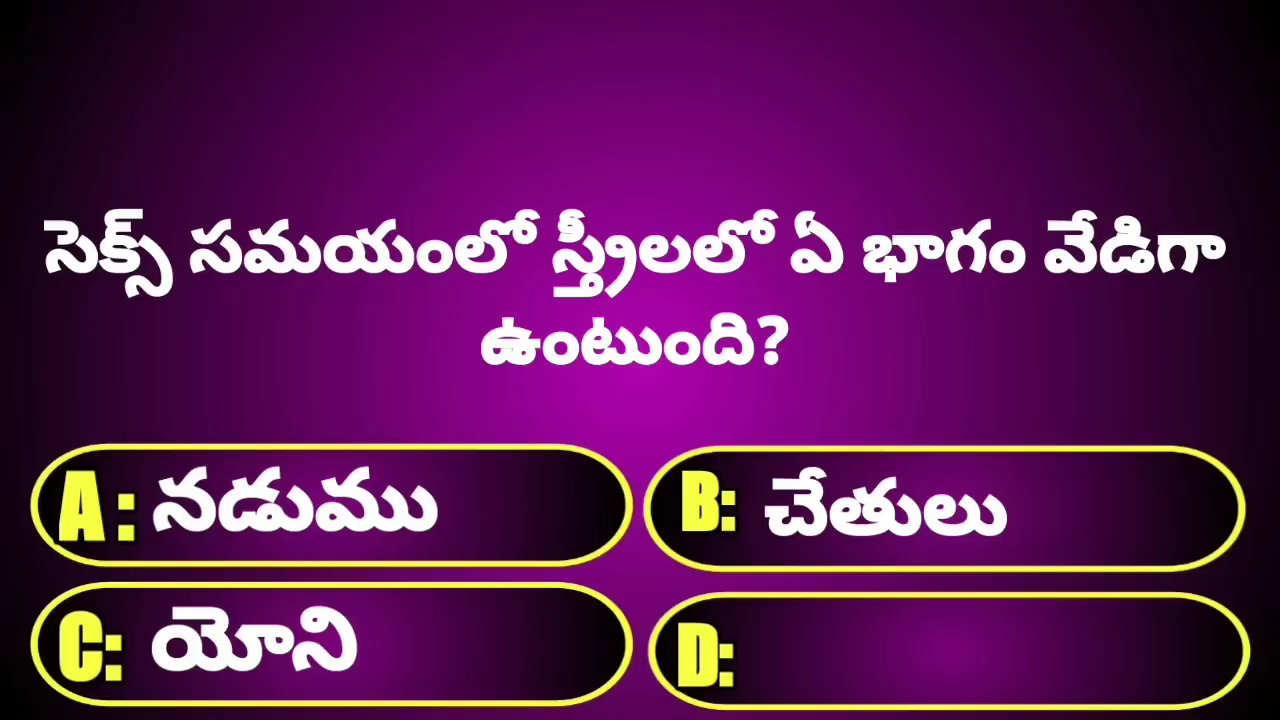 సెక్స్ సమయంలో స్త్రీలలో ఏ భాగం వేడిగా
ఉంటుంది?
A : నడుము
B: చేతులు
C: యోని
D: